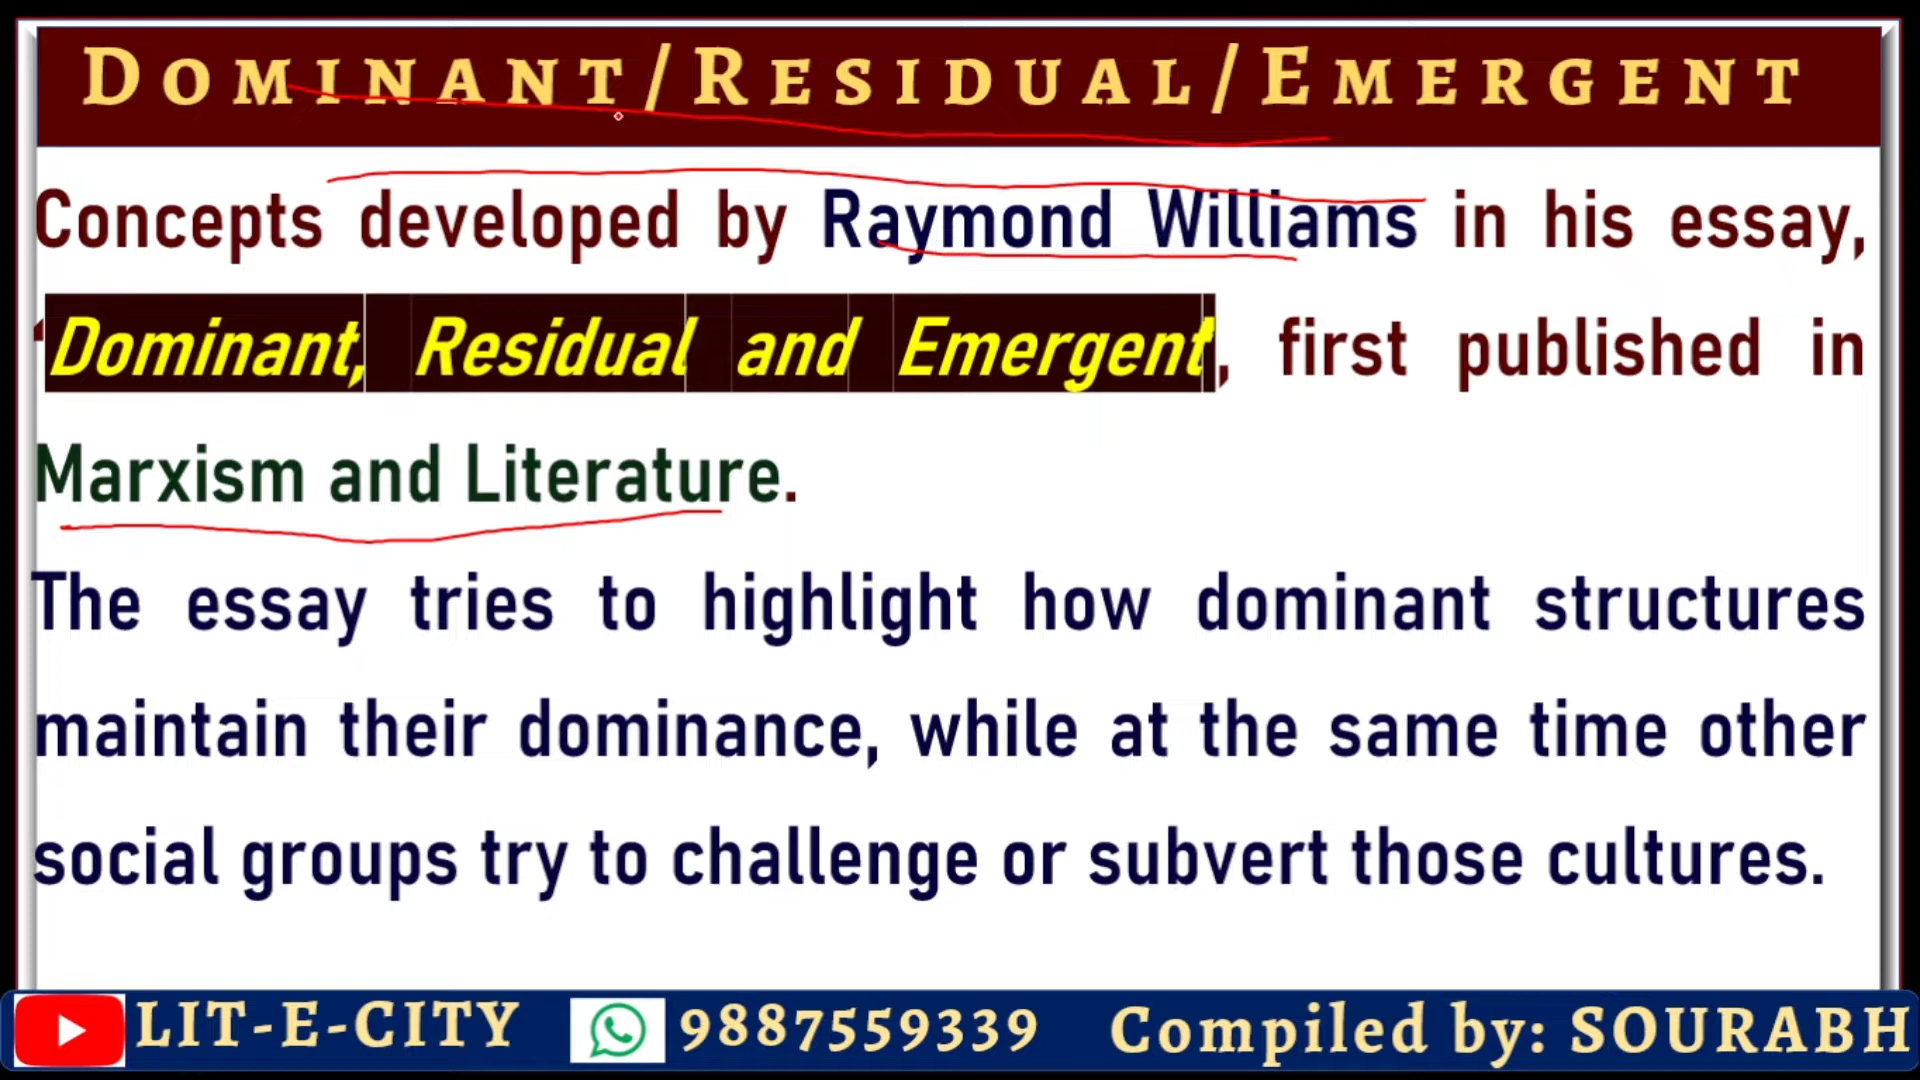 DOMINANT/RESIDUAL/EMERGENT
Concepts developed by Raymond Williams in his essay,
‘Dominant, Residual and Emergent, first published in
Marxism and Literature.
The essay tries to highlight how dominant structures
maintain their dominance, while at the same time other
social groups try to challenge or subvert those cultures.
LIT-E-CITY 9887559339 Compiled by: SOURABH